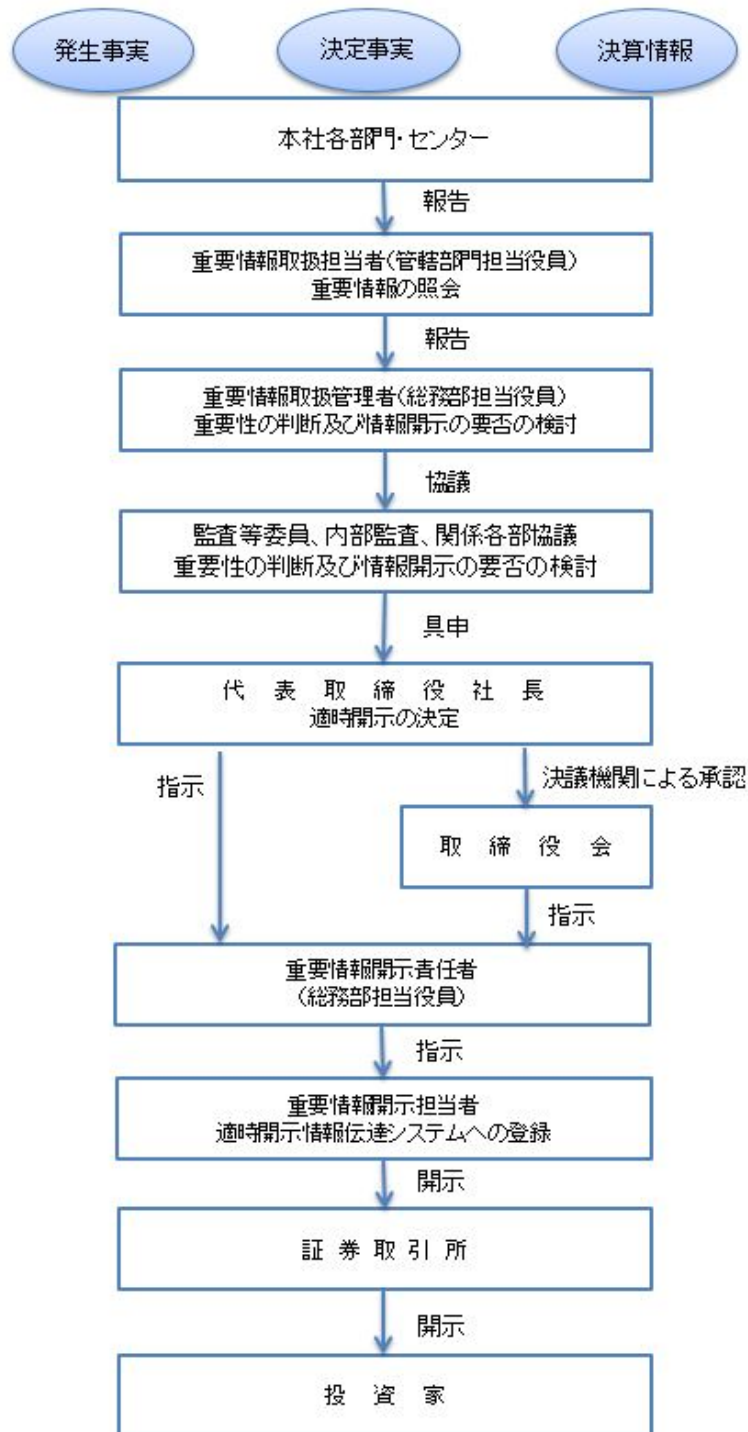 発生事実
決定事実
決算情報
本社各部門・センター
報告
重要情報取扱担当者(管轄部門担当役員)
重要情報の照会
報告
重要情報取扱管理者(総務部担当役員)
重要性の判断及び情報開示の要否の検討
協議
監査等委員、内部監査、関係各部協議
重要性の判断及び情報開示の要否の検討
具申
代 表 取 締 役 社 長
適時開示の決定
指示
決議機関による承認
取 締 役 会
指示
重要情報開示責任者
(総務部担当役員)
指示
重要情報開示担当者
適時開示情報伝達システムへの登録
開示
証 券 取 引 所
開示
投 資 家